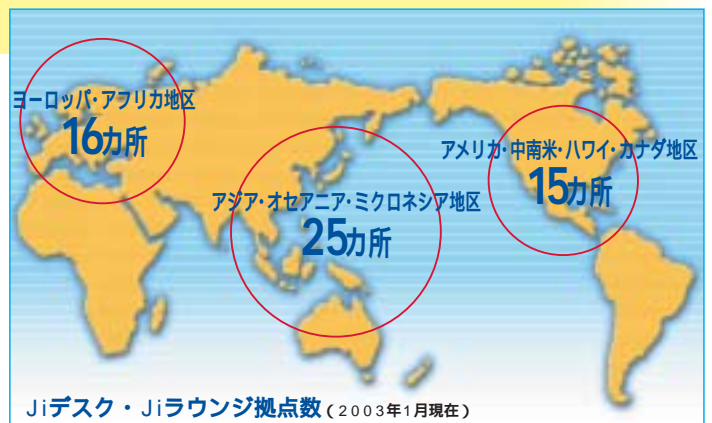 ヨーロッパ・アフリカ地区
16カ所
アジア・オセアニア・ミクロネシア地区
25カ所
アメリカ・中南米・ハワイ・カナダ地区
15カ所
Jiデスク・Jiラウンジ拠点数（2003年1月現在）